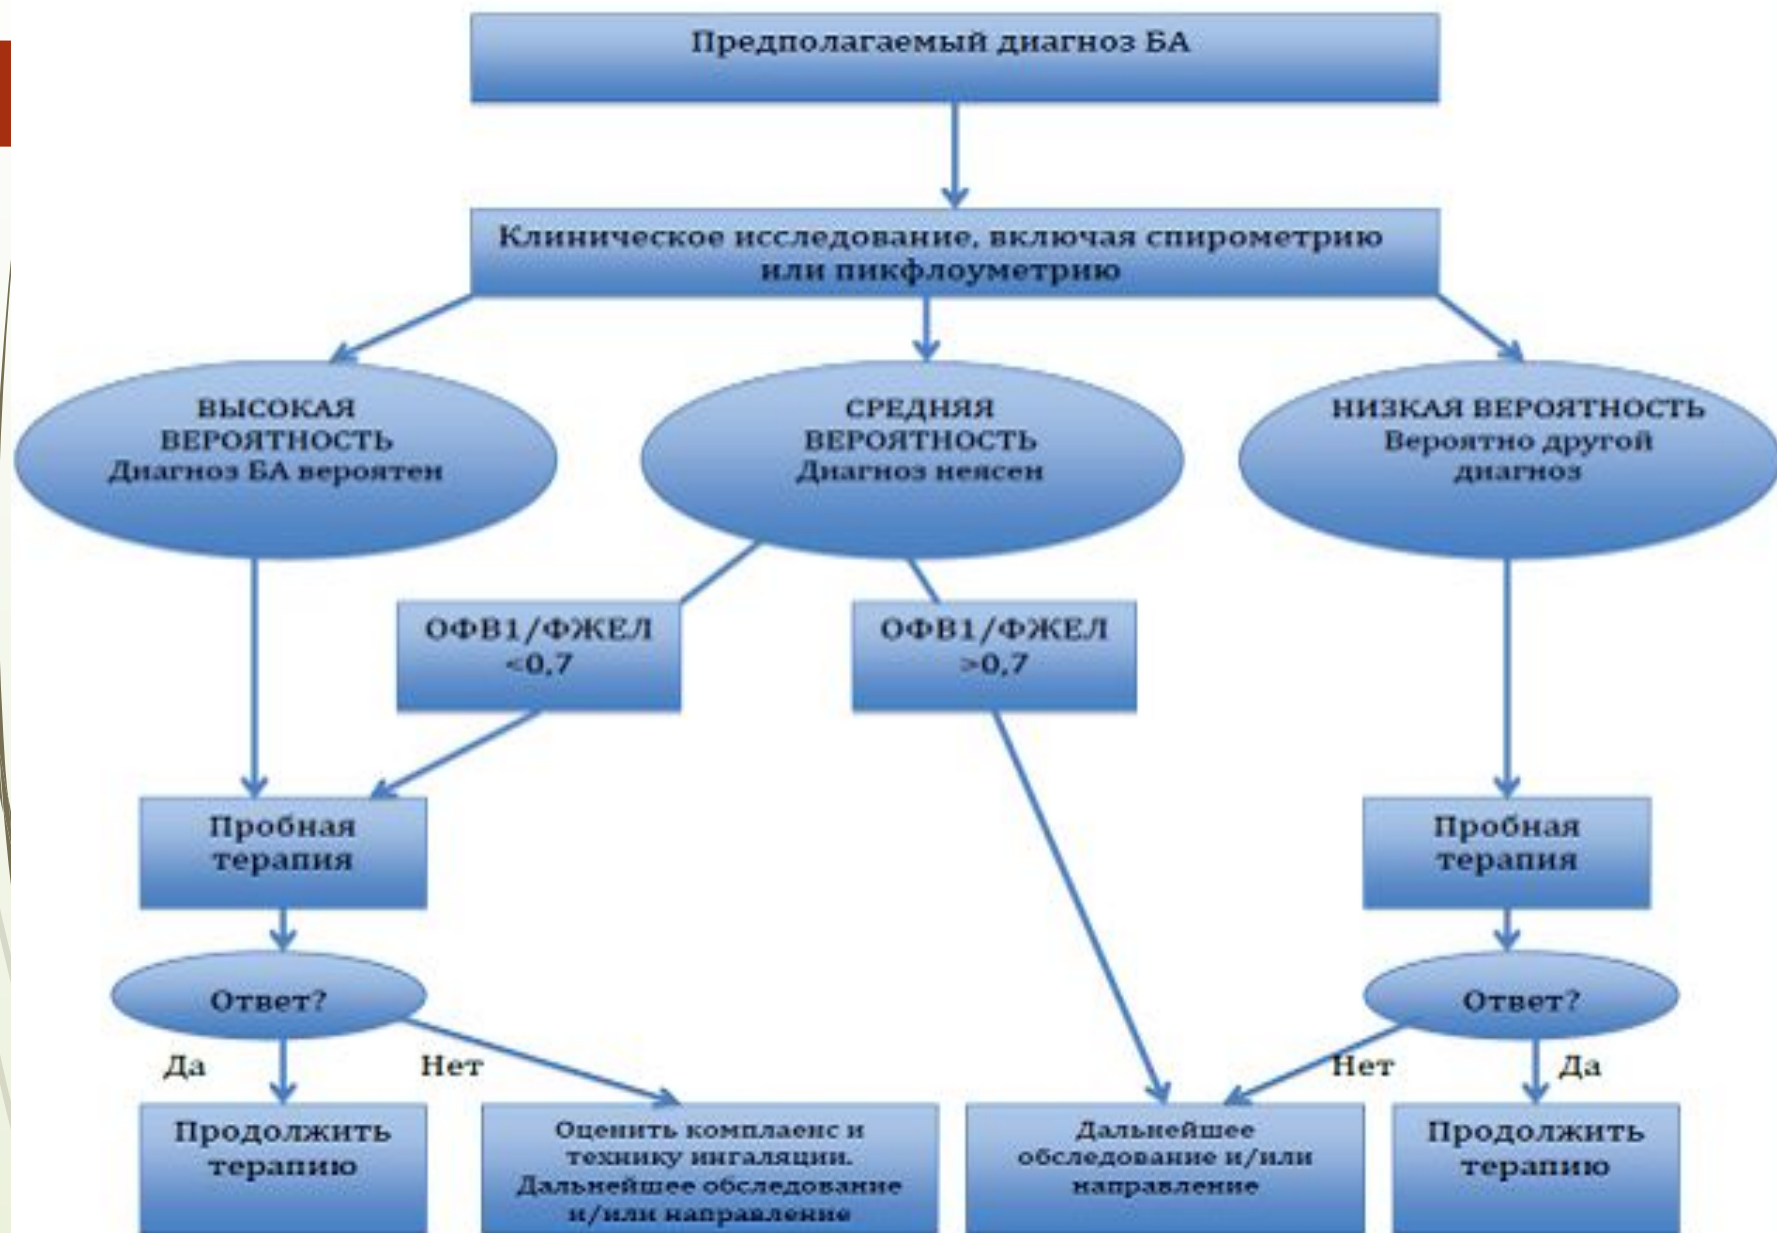 Предполагаемый диагноз БА
Клиническое исследование, включая спирометрию
или пикфлоуметрию
ВЫСОКАЯ
ВЕРОЯТНОСТЬ
Диагноз БА вероятен
СРЕДНЯЯ
ВЕРОЯТНОСТЬ
Диагноз неясен
НИЗКАЯ ВЕРОЯТНОСТЬ
Вероятно другой
диагноз
ОФВ1/ФЖЕЛ
<0,7
ОФВ1/ФЖЕЛ
>0,7
Пробная
терапия
Пробная
терапия
Ответ?
Ответ?
Да
Нет
Нет
Да
Продолжить
терапию
Оценить комплаенс и
технику ингаляции.
Дальнейшее обследование
и/или направление
Дальнейшее
обследование и/или
направление
Продолжить
терапию